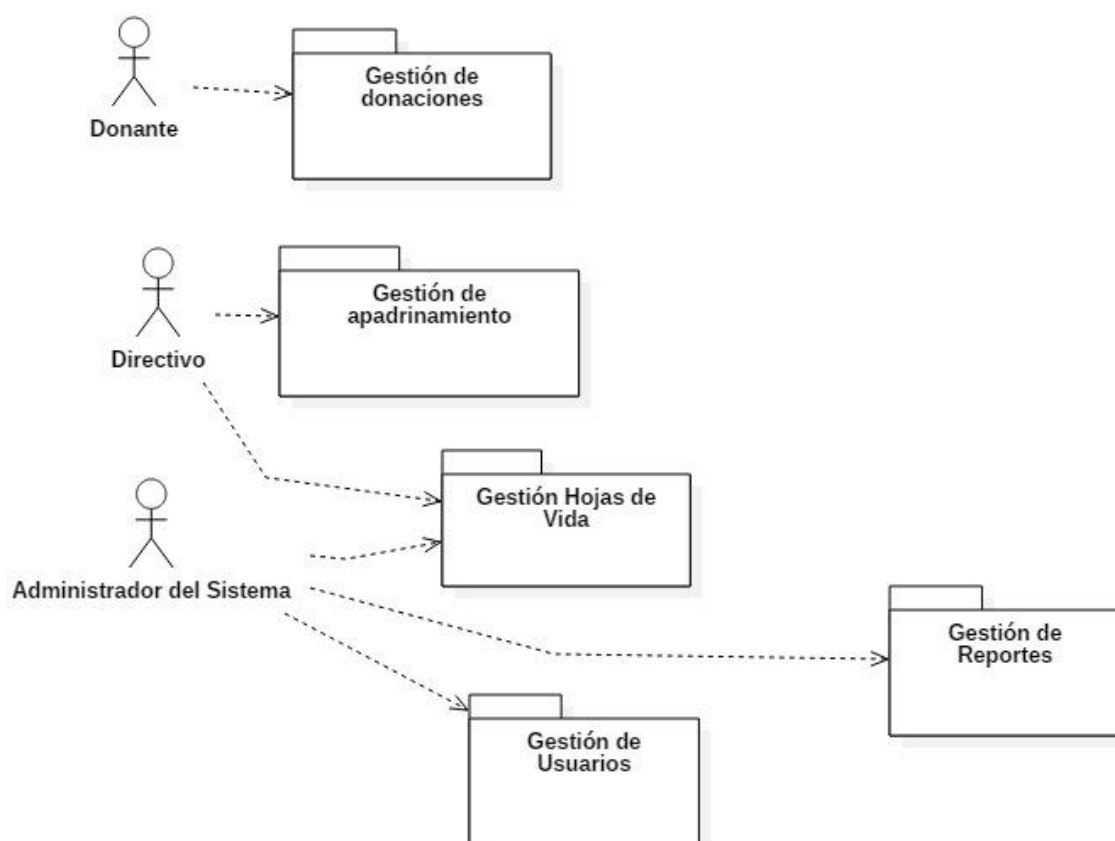 Gestión de
donaciones
Donante
Gestión de
apadrinamiento
Directivo
Gestión Hojas de
Vida
Administrador del Sistema
Gestión de
Reportes
Gestión de
Usuarios